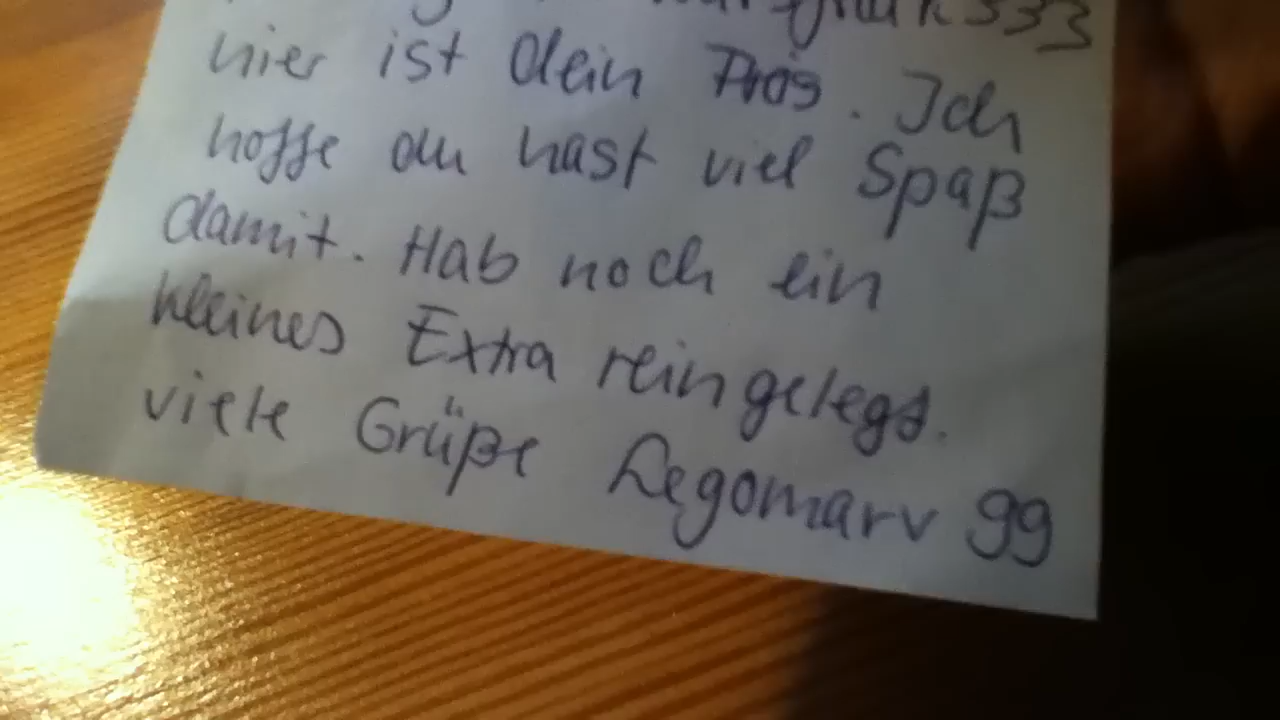 hier ist dein Präs. Ich
hoffe du hast viel Spaß
damit. Hab noch ein
kleines Extra reingelegt.
viele Grüße Legomarv 99